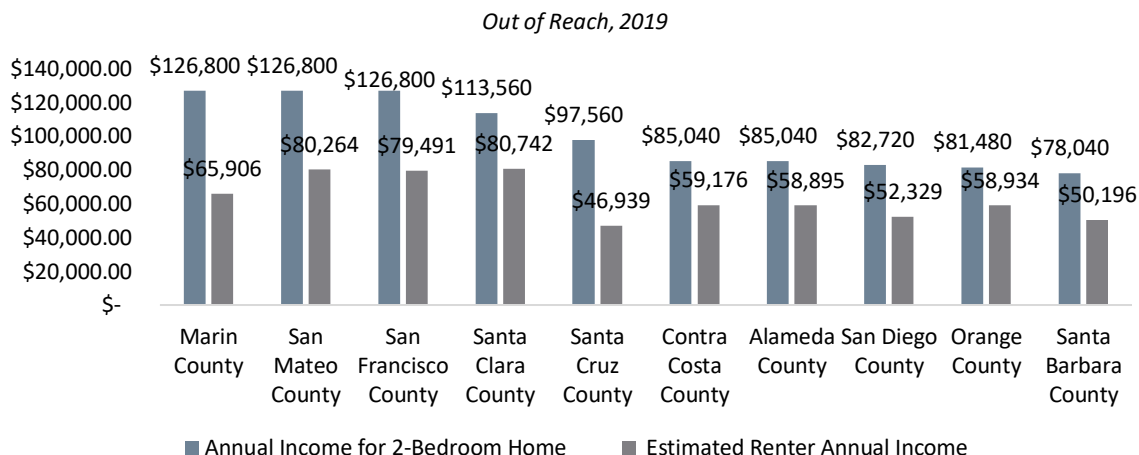 Out of Reach, 2019
$140,000.00
$120,000.00
$100,000.00
$80,000.00
$60,000.00
$40,000.00
$20,000.00
$-
$126,800 $126,800 $126,800 $113,560 $97,560 $85,040 $85,040 $82,720 $81,480 $78,040
$65,906 $80,264 $79,491 $80,742 $46,939 $59,176 $58,895 $52,329 $58,934 $50,196
Marin
County
San
Mateo
County
San
Francisco
County
Santa
Clara
County
Santa
Cruz
County
Contra
Costa
County
Alameda
County
San Diego
County
Orange
County
Santa
Barbara
County
Annual Income for 2-Bedroom Home Estimated Renter Annual Income